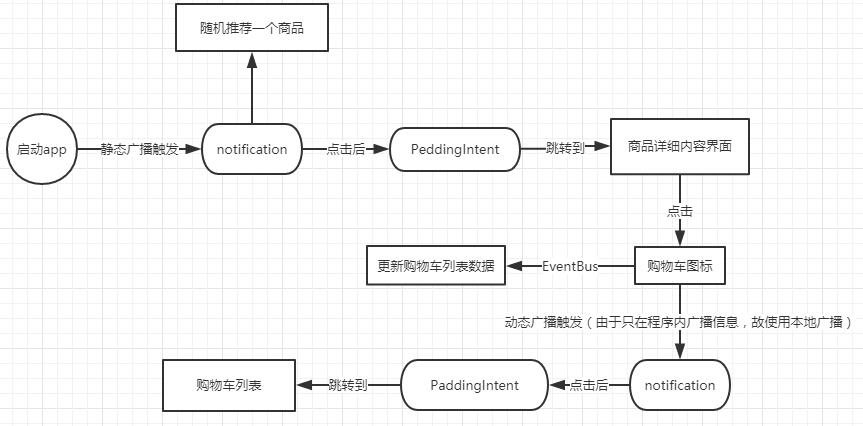 随机推荐一个商品
启动app
静态广播触发
notification
点击后
PeddingIntent
跳转到
商品详细内容界面
点击
更新购物车列表数据
EventBus
购物车图标
动态广播触发（由于只在程序内广播信息，故使用本地广播）
购物车列表
跳转到
PaddingIntent
点击后
notification